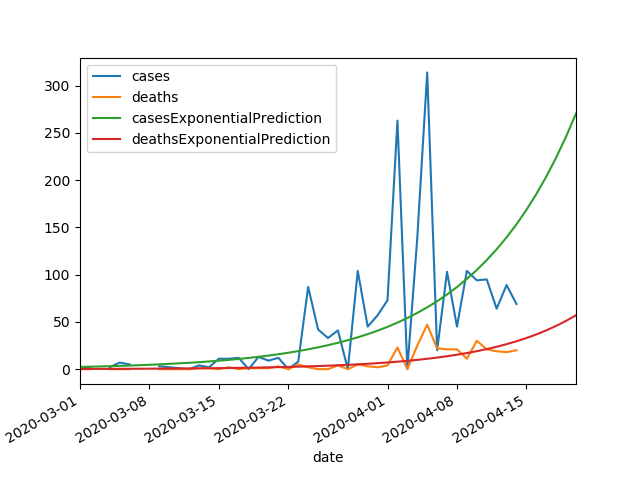 cases
deaths
casesExponentialPrediction
deathsExponentialPrediction
300
250
200
150
100
50
0
2020-03-01
2020-03-08
2020-03-15
2020-03-22
2020-04-01
2020-04-08
2020-04-15
date